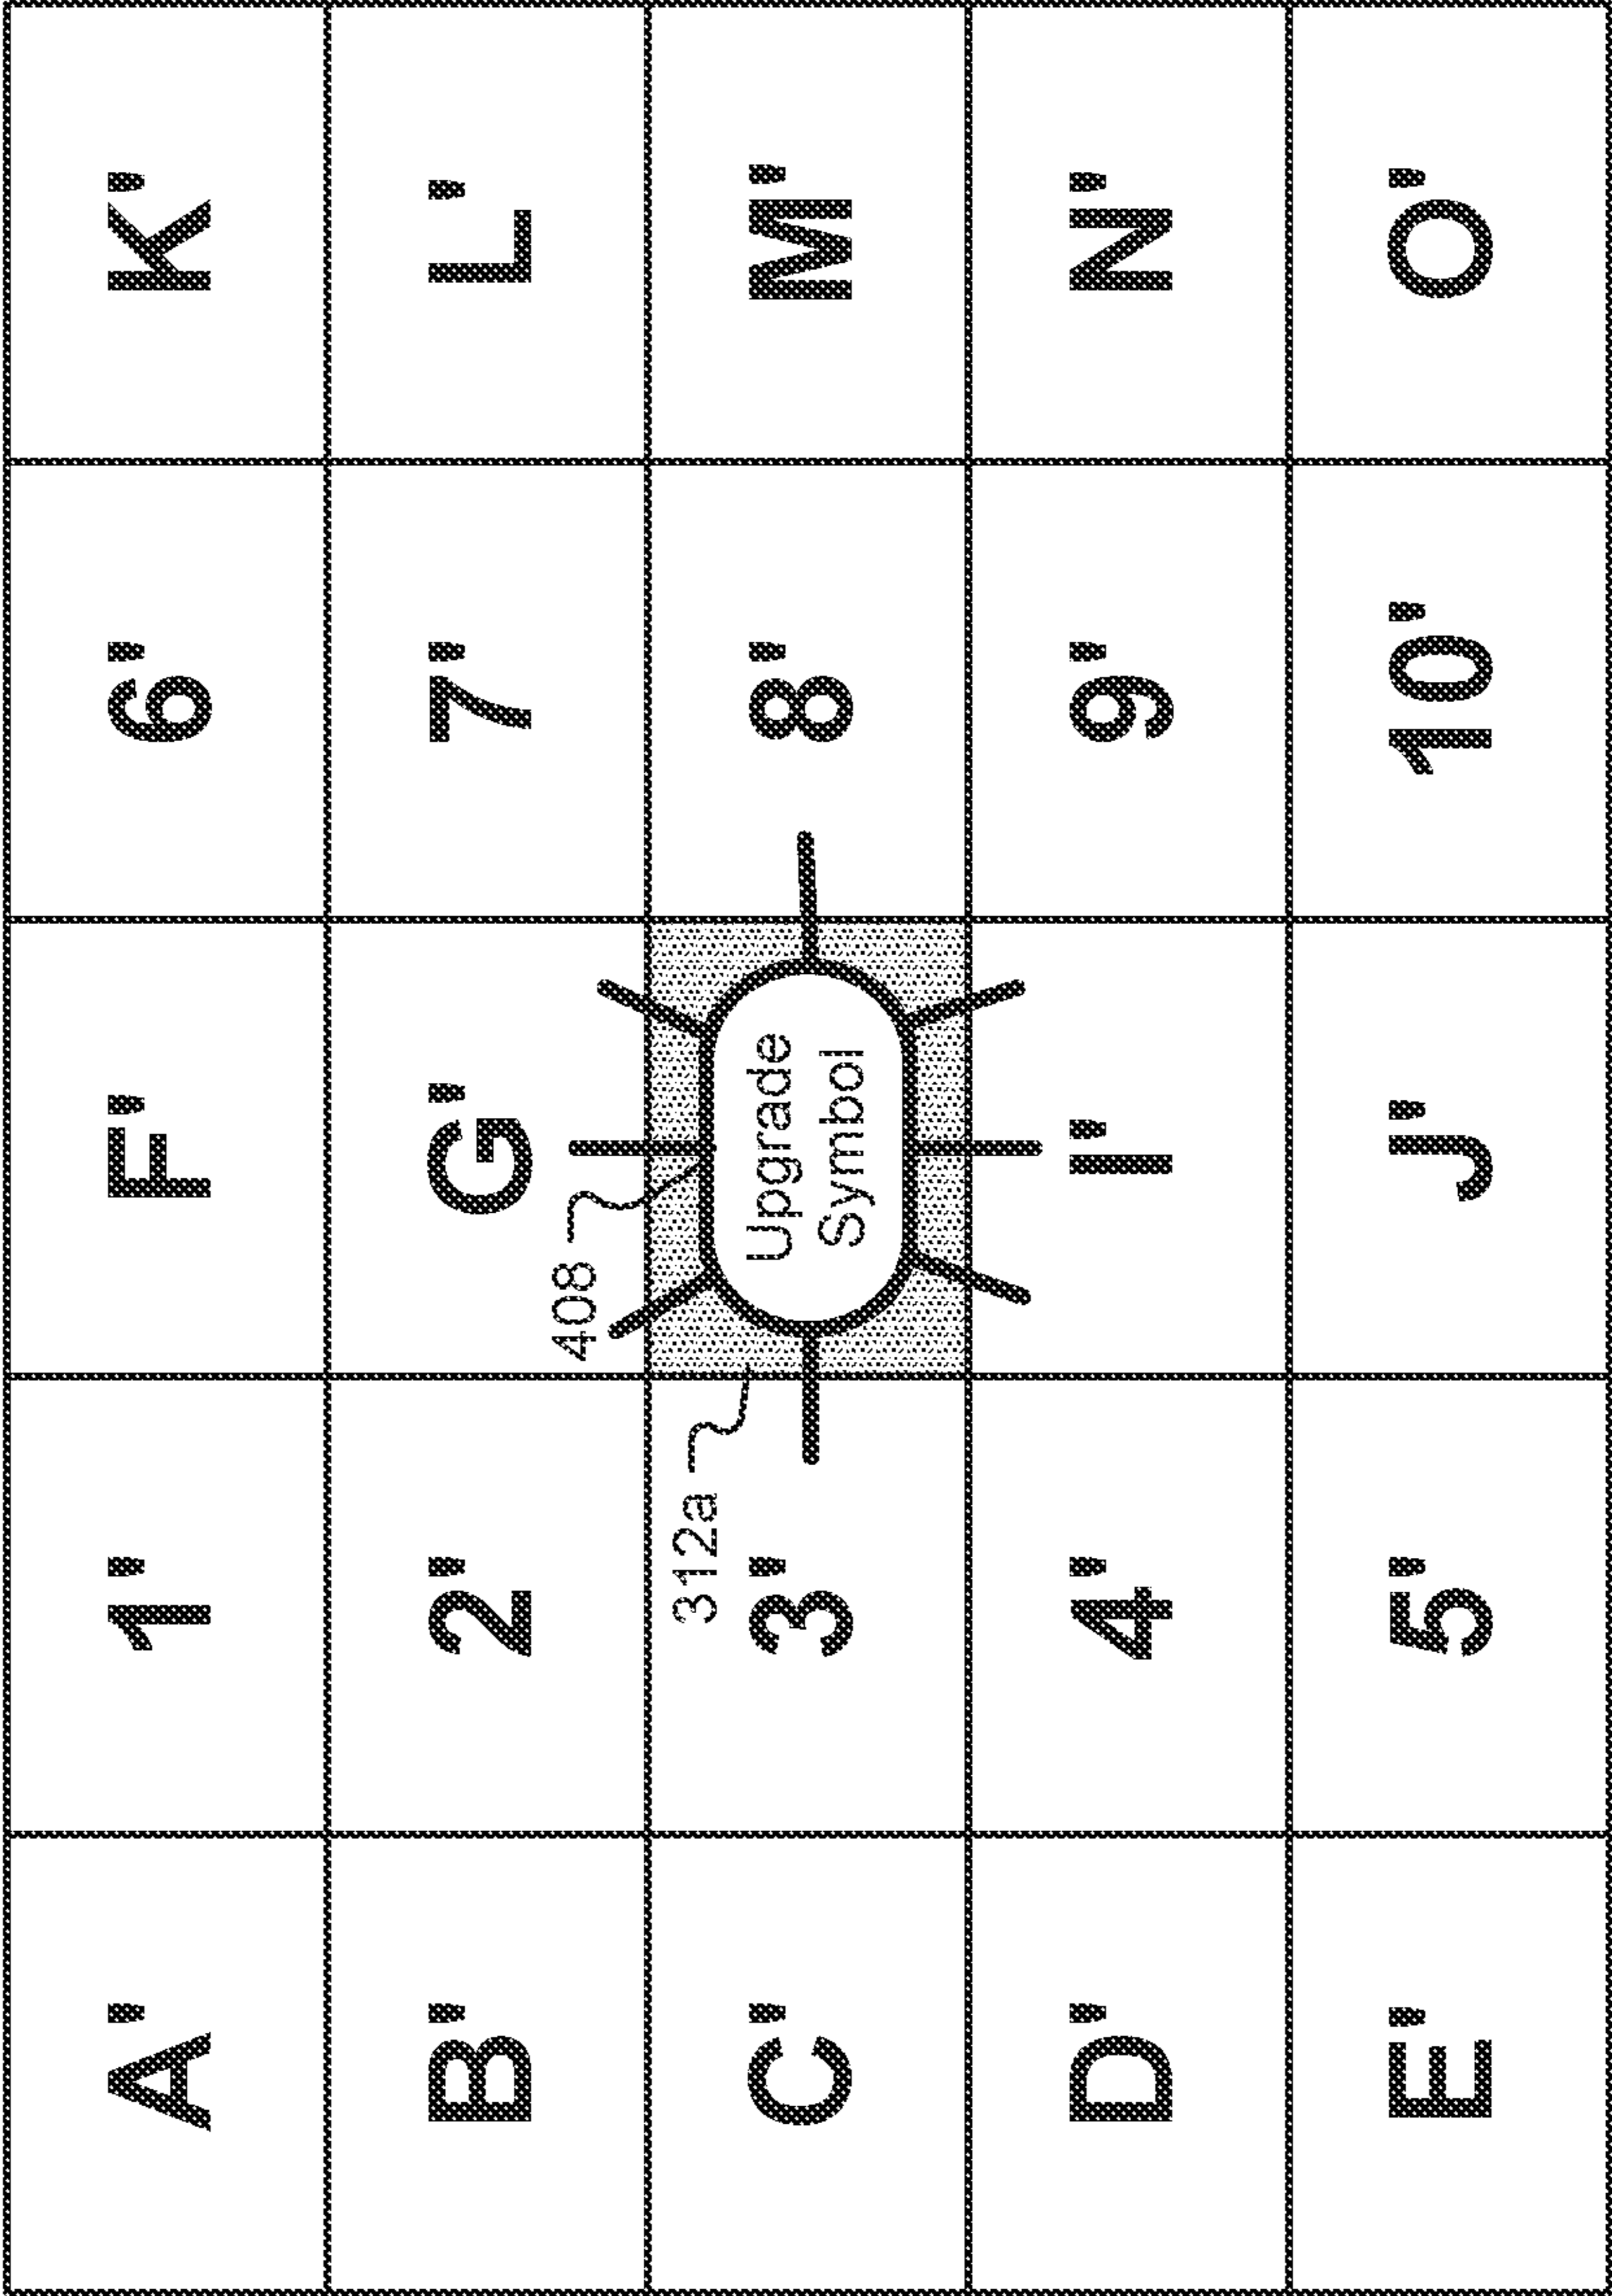 A' 1' F' 6' K'
B' 2' G' 7' L'
408
312a
C' 3' Upgrade 8' M'
Symbol
D' 4' I' 9' N'
E' 5' J' 10' O'